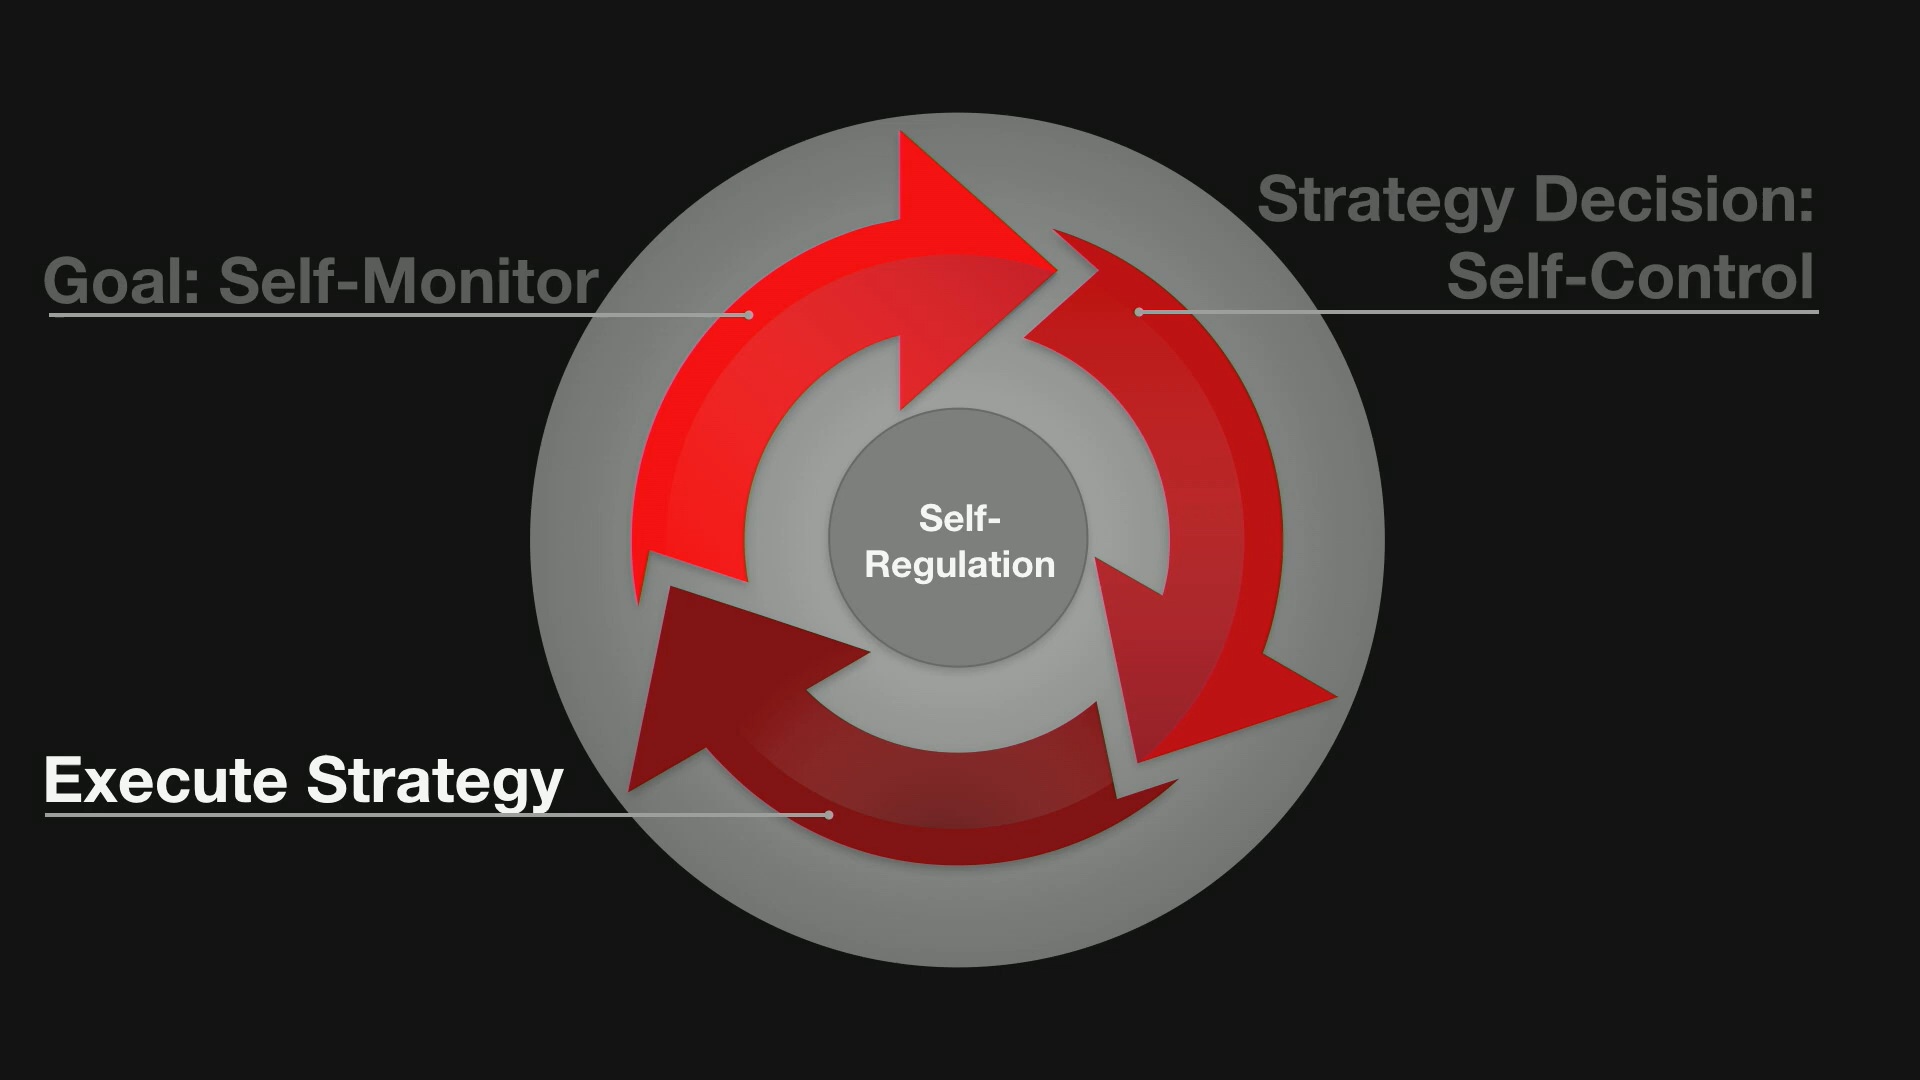 Goal: Self-Monitor
Strategy Decision:
Self-Control
Self-
Regulation
Execute Strategy